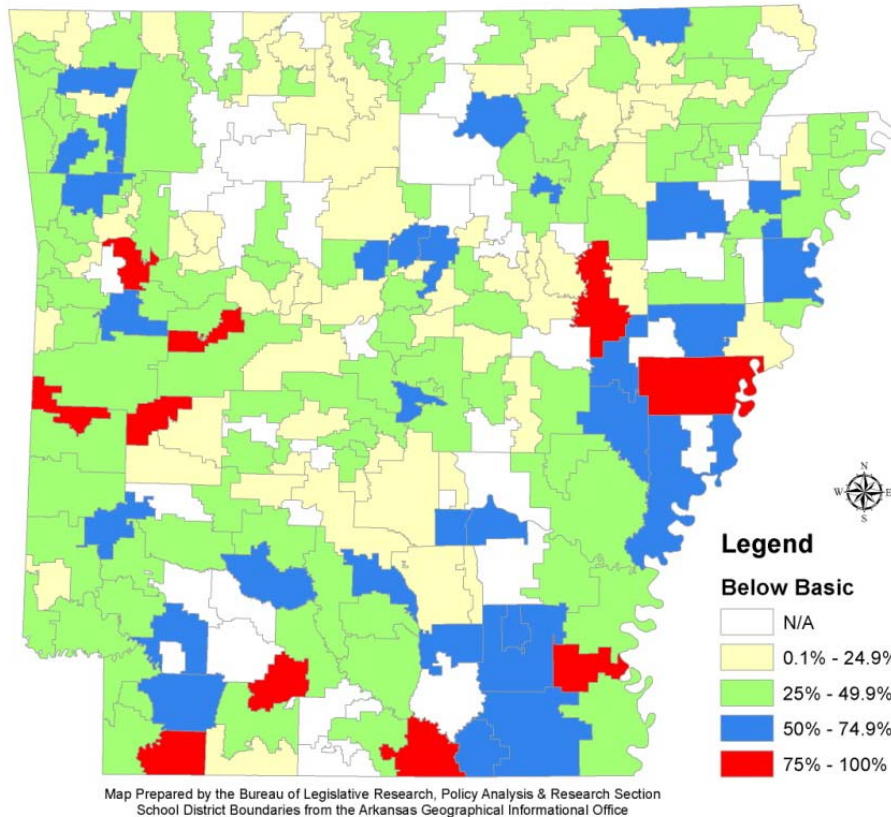 N
W E
S
Legend
Below Basic
N/A
0.1% - 24.9%
25% - 49.9%
50% - 74.9%
75% - 100%
Map Prepared by the Bureau of Legislative Research, Policy Analysis & Research Section
School District Boundaries from the Arkansas Geographical Informational Office